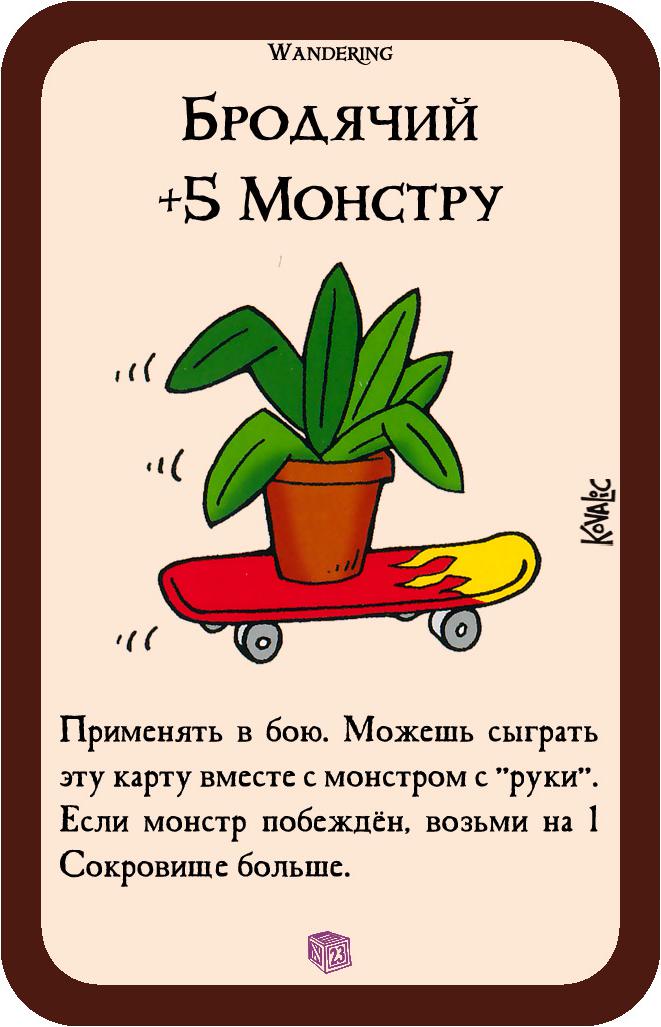 Wandering
Бродячий
+5 Монстру
Kovalic
Применять в бою. Можешь сыграть
эту карту вместе с монстром с ”руки”.
Если монстр побеждён, возьми на 1
Сокровище больше.
N 23